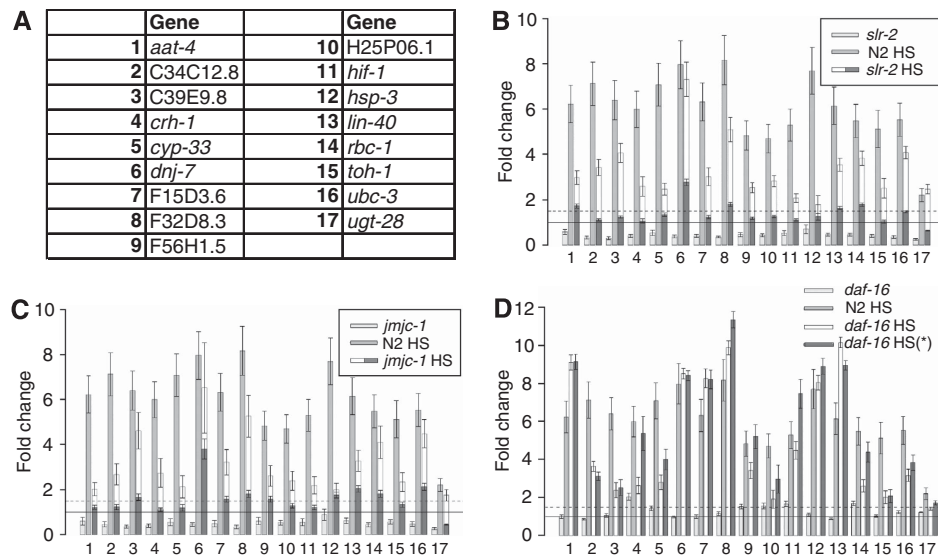 A
Gene Gene
1 aat-4 10 H25P06.1
2 C34C12.8 11 hif-1
3 C39E9.8 12 hsp-3
4 crh-1 13 lin-40
5 cyp-33 14 rbc-1
6 dnj-7 15 toh-1
7 F15D3.6 16 ubc-3
8 F32D8.3 17 ugt-28
9 F56H1.5
B
slr-2
N2 HS
slr-2 HS
Fold change
10
8
6
4
2
0
1 2 3 4 5 6 7 8 9 10 11 12 13 14 15 16 17
C
jmjc-1
N2 HS
jmjc-1 HS
Fold change
10
8
6
4
2
0
1 2 3 4 5 6 7 8 9 10 11 12 13 14 15 16 17
D
daf-16
N2 HS
daf-16 HS
daf-16 HS(*)
Fold change
12
10
8
6
4
2
0
1 2 3 4 5 6 7 8 9 10 11 12 13 14 15 16 17